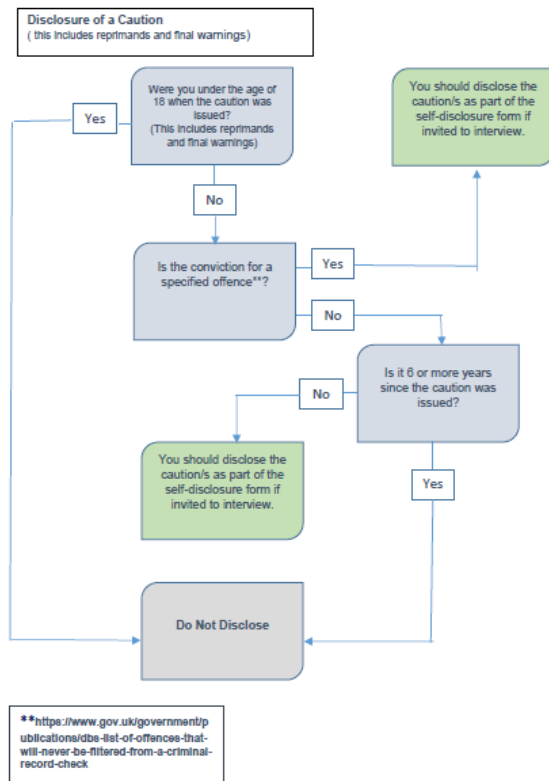 Disclosure of a Caution
( this includes reprimands and final warnings)
Were you under the age of
18 when the caution was
issued?
(This includes reprimands
and final warnings)
Yes
You should disclose the
caution/s as part of the
self-disclosure form if
invited to interview.
No
Is the conviction for a
specified offence**?
Yes
No
Is it 6 or more years
since the caution was
issued?
No
You should disclose the
caution/s as part of the
self-disclosure form if
invited to interview.
Yes
Do Not Disclose
**https://www.gov.uk/government/p
ublications/dbs-list-of-offences-that-
will-never-be-filtered-from-a-criminal-
record-check